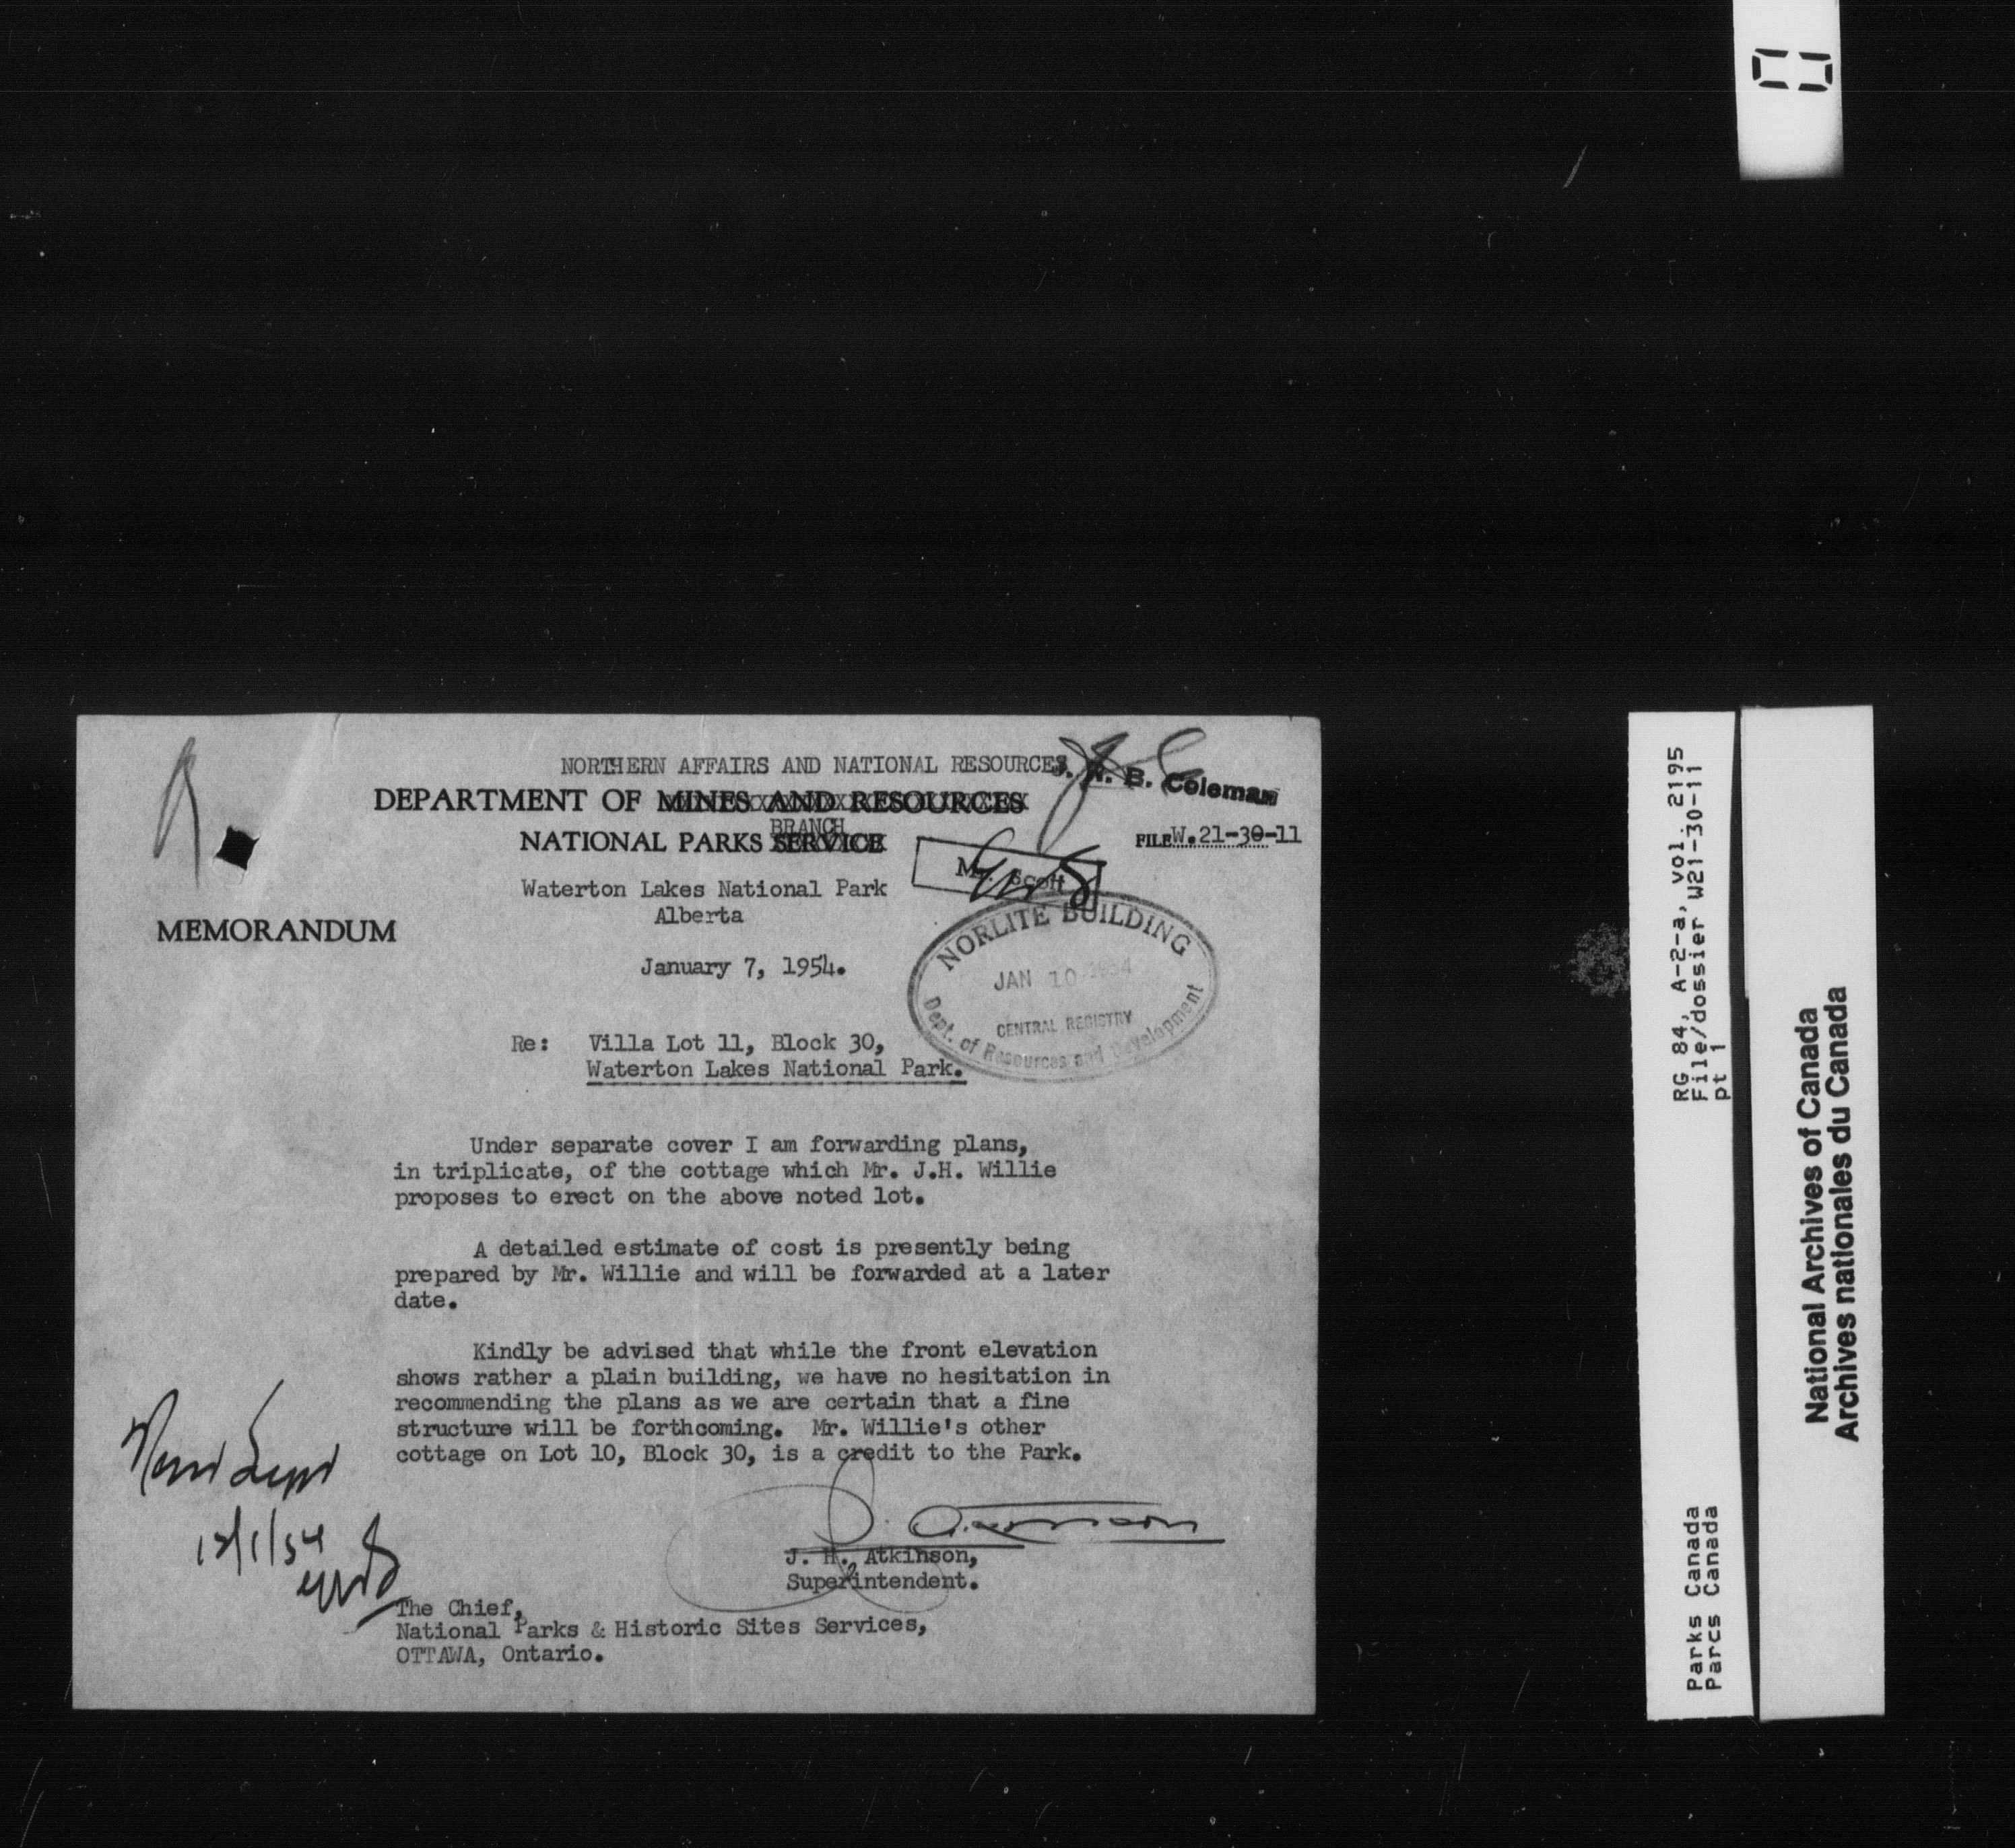 NORTHERN AFFAIRS AND NATIONAL RESOURCES
J. R. B. Coleman
DEPARTMENT OF MINES AND RESOURCES
BRANCH
NATIONAL PARKS SERVICE
FILE W.21-30-11
Mr. Scott
Waterton Lakes National Park
Alberta
MEMORANDUM
January 7, 1954.
NORLITE BUILDING
JAN 10 1954
CENTRAL REGISTRY
Dept. of Resources and Development
Re: Villa Lot 11, Block 30,
Waterton Lakes National Park.
Under separate cover I am forwarding plans,
in triplicate, of the cottage which Mr. J.H. Willie
proposes to erect on the above noted lot.
A detailed estimate of cost is presently being
prepared by Mr. Willie and will be forwarded at a later
date.
Kindly be advised that while the front elevation
shows rather a plain building, we have no hesitation in
recommending the plans as we are certain that a fine
structure will be forthcoming. Mr. Willie's other
cottage on Lot 10, Block 30, is a credit to the Park.
12/1/54
J. H. Atkinson,
Superintendent.
The Chief,
National Parks & Historic Sites Services,
OTTAWA, Ontario.
RG 84, A-2-a, vol. 2195
File/dossier W21-30-11
pt 1
Parks Canada
Parcs Canada
National Archives of Canada
Archives nationales du Canada